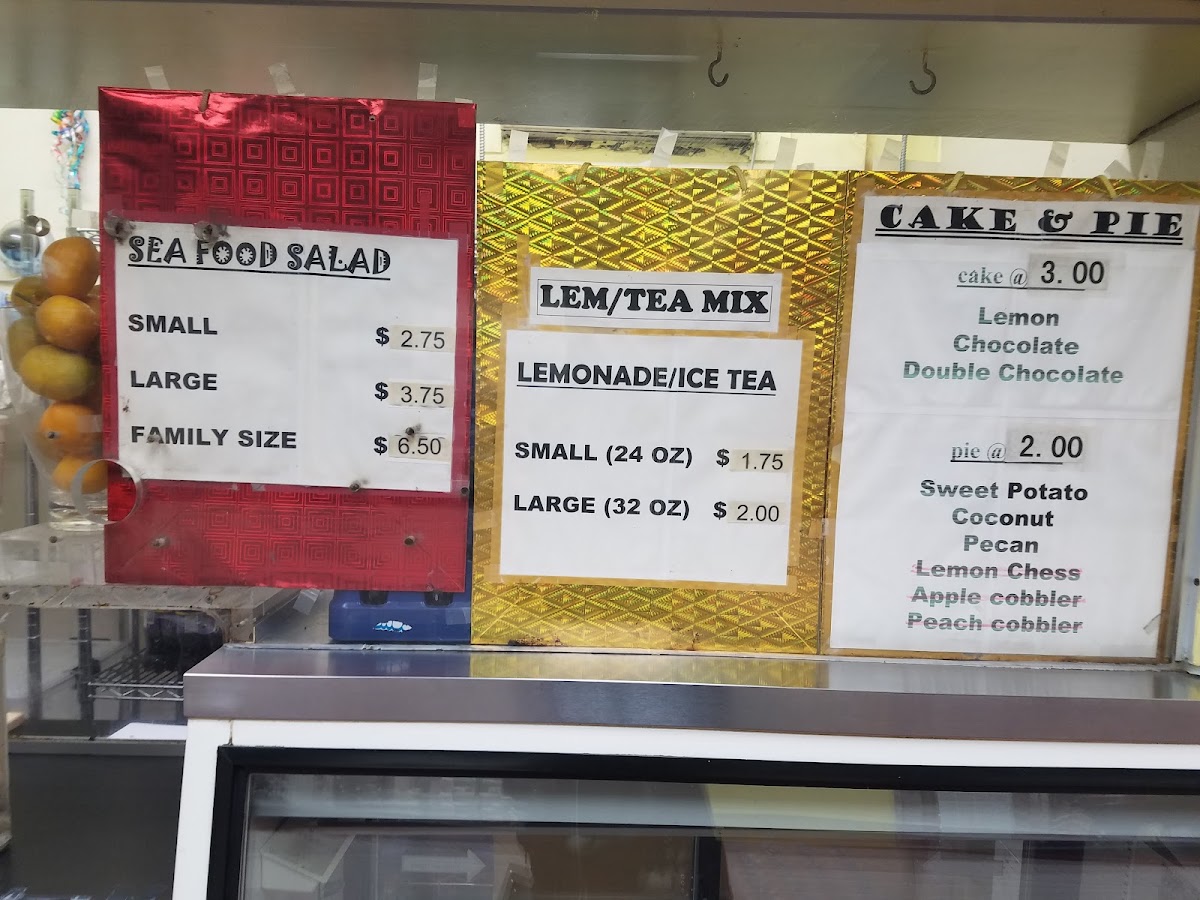 SEA FOOD SALAD
SMALL $ 2.75
LARGE $ 3.75
FAMILY SIZE $ 6.50
LEM/TEA MIX
LEMONADE/ICE TEA
SMALL (24 OZ) $ 1.75
LARGE (32 OZ) $ 2.00
CAKE & PIE
cake @ 3.00
Lemon
Chocolate
Double Chocolate
pie @ 2.00
Sweet Potato
Coconut
Pecan
Lemon Chess
Apple cobbler
Peach cobbler